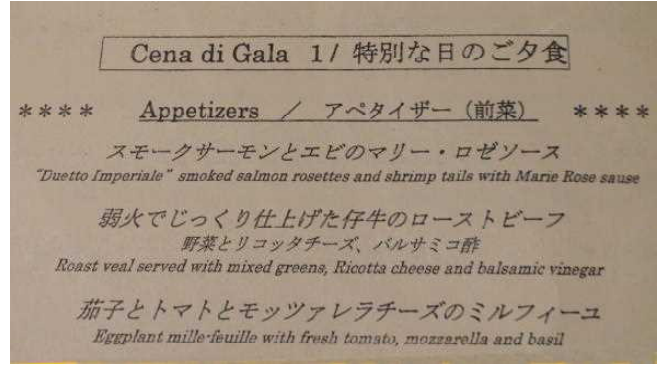 Cena di Gala 1/ 特別な日のご夕食
**** Appetizers / アペタイザー（前菜） ****
スモークサーモンとエビのマリー・ロゼソース
"Duetto Imperiale" smoked salmon rosettes and shrimp tails with Marie Rose sause
弱火でじっくり仕上げた仔牛のローストビーフ
野菜とリコッタチーズ、バルサミコ酢
Roast veal served with mixed greens, Ricotta cheese and balsamic vinegar
茄子とトマトとモッツァレラチーズのミルフィーユ
Eggplant mille-feuille with fresh tomato, mozzarella and basil